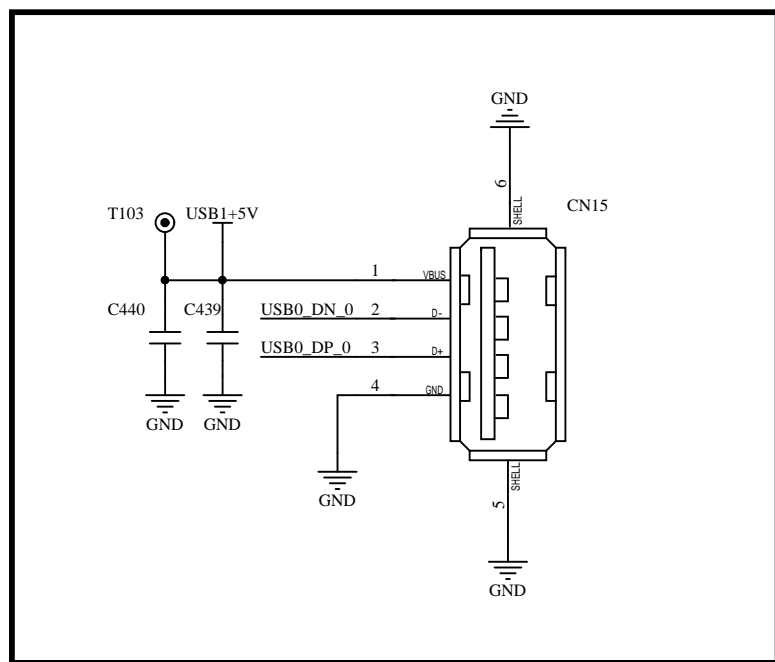 GND
6
SHELL
CN15
T103
USB1+5V
1
VBUS
C440
C439
USB0_DN_0
2
D-
USB0_DP_0
3
D+
4
GND
GND
GND
GND
SHELL
5
GND